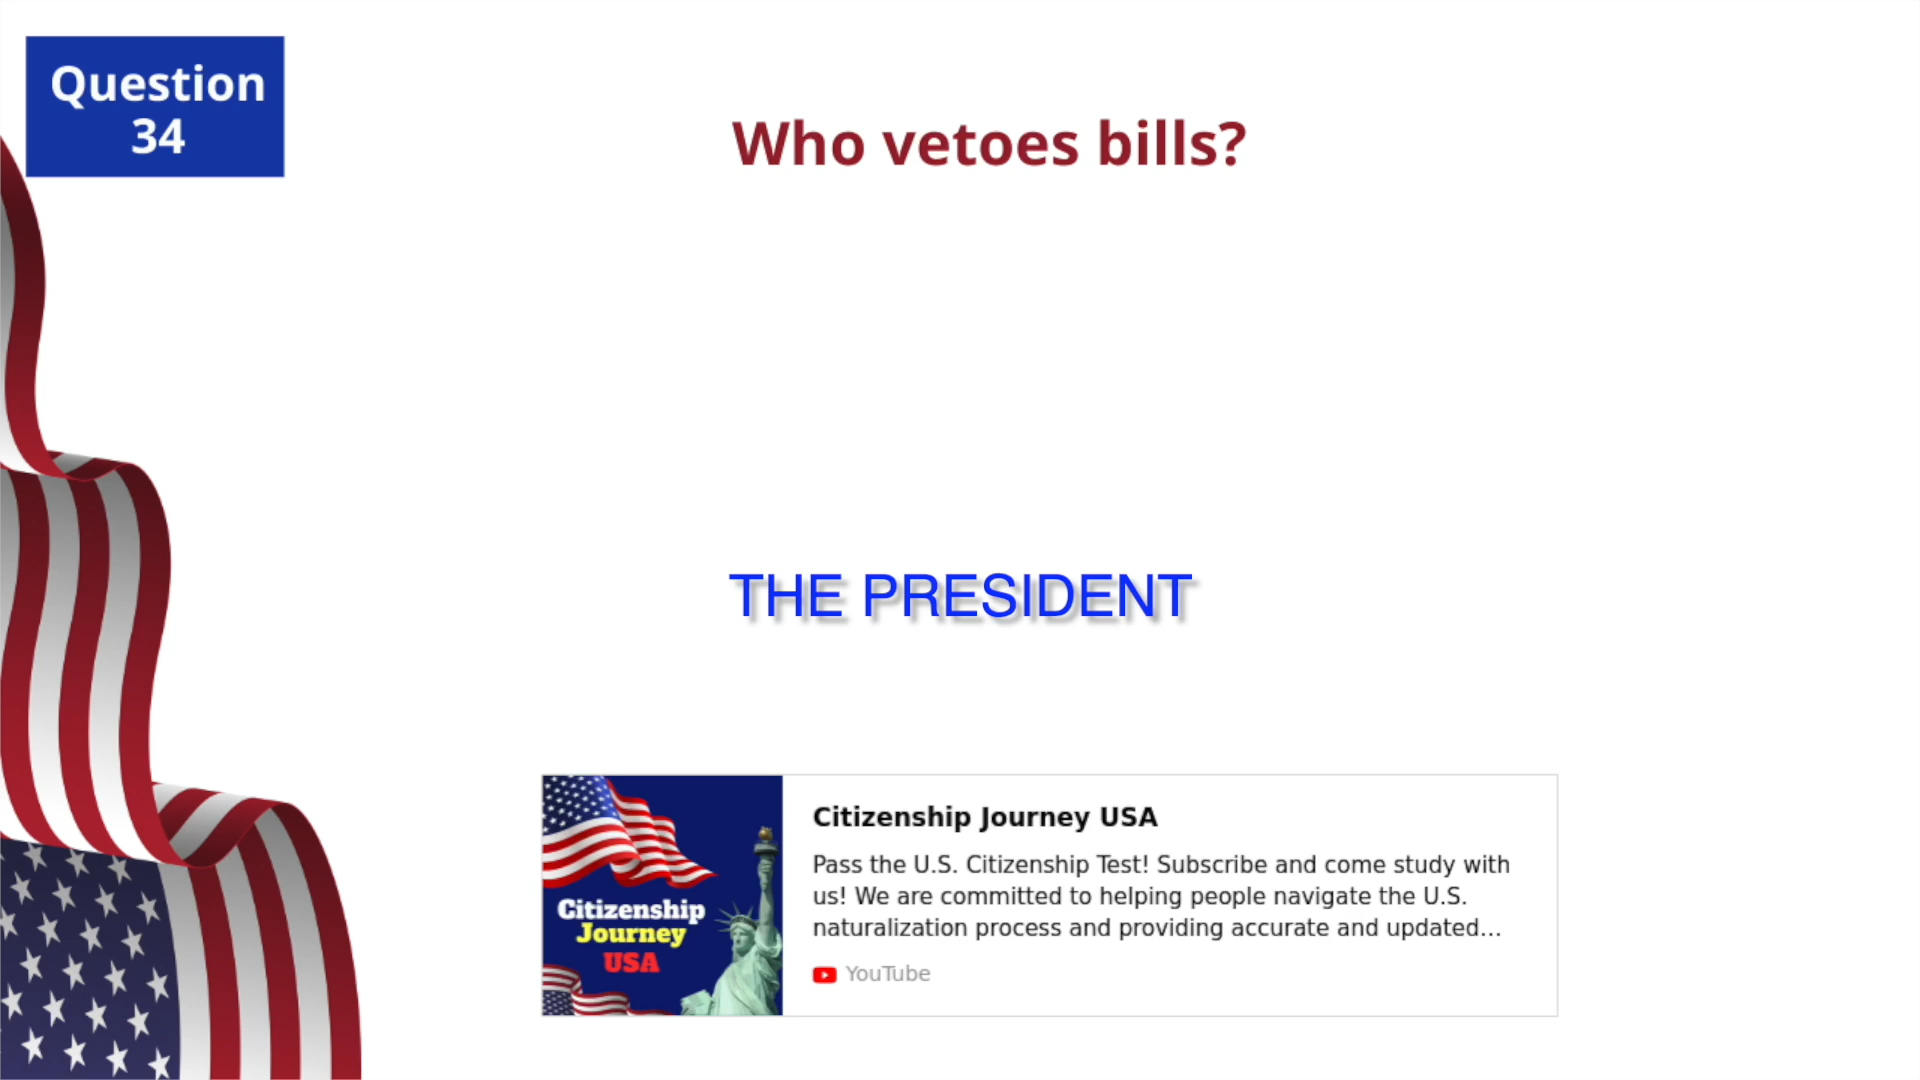 Question
34
Who vetoes bills?
THE PRESIDENT
Citizenship
Journey
USA
Citizenship Journey USA
Pass the U.S. Citizenship Test! Subscribe and come study with
us! We are committed to helping people navigate the U.S.
naturalization process and providing accurate and updated...
YouTube